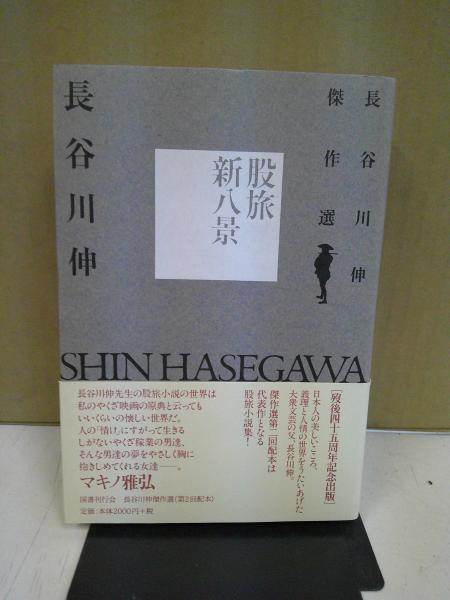 長谷川伸
傑作選
股旅
新八景
長谷川伸
SHIN HASEGAWA
[歿後四十五周年記念出版]
日本人の美しいこころ、
義理と人情の世界をうたいあげた
大衆文芸の父、長谷川伸。
傑作選第二回配本は
代表作となる
股旅小説集!
長谷川伸先生の股旅小説の世界は
私のやくざ映画の原典と云っても
いいくらいの懐しい世界だ。
人の「情け」にすがって生きる
しがないやくざ稼業の男達、
そんな男達の夢をやさしく胸に
抱きしめてくれる女達――。
マキノ雅弘
国書刊行会 長谷川伸傑作選〈第2回配本〉
定価:本体2000円+税